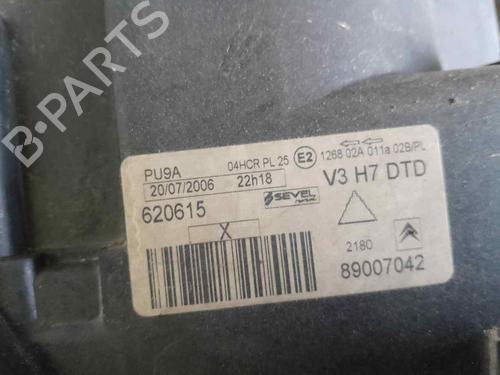 PU9A 04HCR PL 25 E2 1268 02A 011a 02B/PL
20/07/2006 22h18 SEVEL V3 H7 DTD
620615
X
2180
89007042
B-PARTS